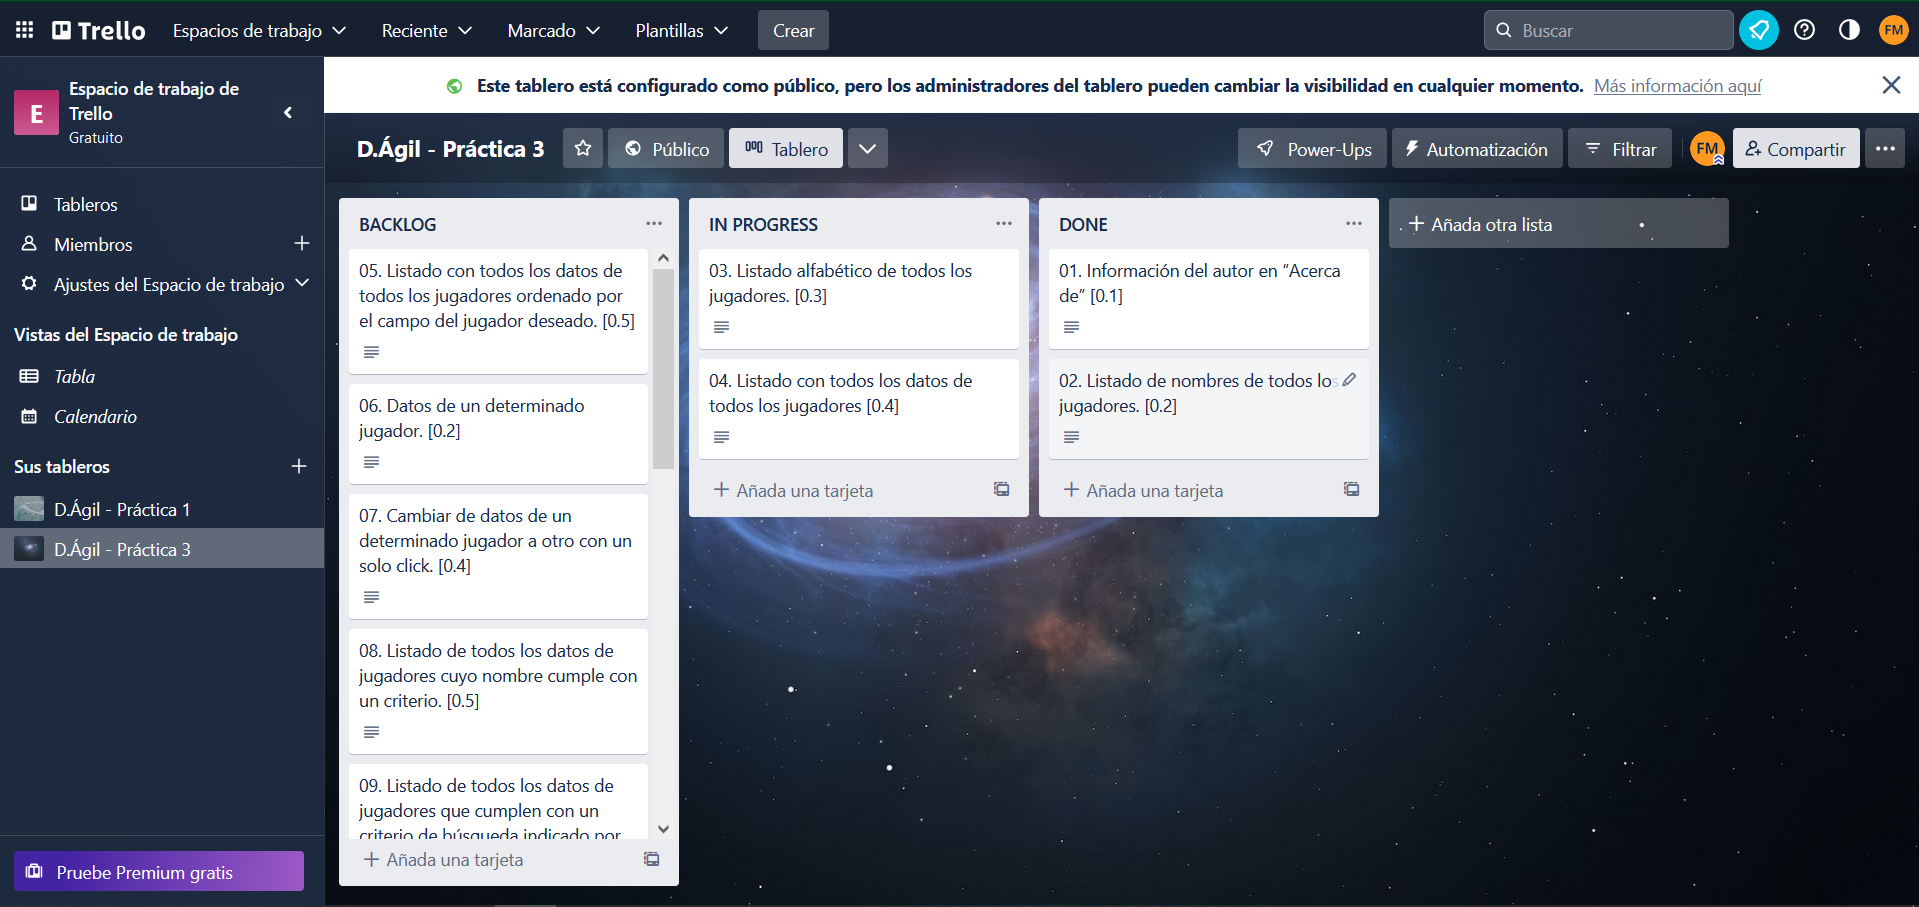 Trello
Espacios de trabajo
Reciente
Marcado
Plantillas
Crear
Buscar
FM
E
Espacio de trabajo de
Trello
Gratuito
Este tablero está configurado como público, pero los administradores del tablero pueden cambiar la visibilidad en cualquier momento. Más información aquí
D.Ágil - Práctica 3
Público
Tablero
Power-Ups
Automatización
Filtrar
FM
Compartir
Tableros
Miembros
Ajustes del Espacio de trabajo
Vistas del Espacio de trabajo
Tabla
Calendario
Sus tableros
D.Ágil - Práctica 1
D.Ágil - Práctica 3
Pruebe Premium gratis
BACKLOG
05. Listado con todos los datos de
todos los jugadores ordenado por
el campo del jugador deseado. [0.5]
06. Datos de un determinado
jugador. [0.2]
07. Cambiar de datos de un
determinado jugador a otro con un
solo click. [0.4]
08. Listado de todos los datos de
jugadores cuyo nombre cumple con
un criterio. [0.5]
09. Listado de todos los datos de
jugadores que cumplen con un
criterio de búsqueda indicado por
Añada una tarjeta
IN PROGRESS
03. Listado alfabético de todos los
jugadores. [0.3]
04. Listado con todos los datos de
todos los jugadores [0.4]
Añada una tarjeta
DONE
01. Información del autor en “Acerca
de” [0.1]
02. Listado de nombres de todos los
jugadores. [0.2]
Añada una tarjeta
Añada otra lista